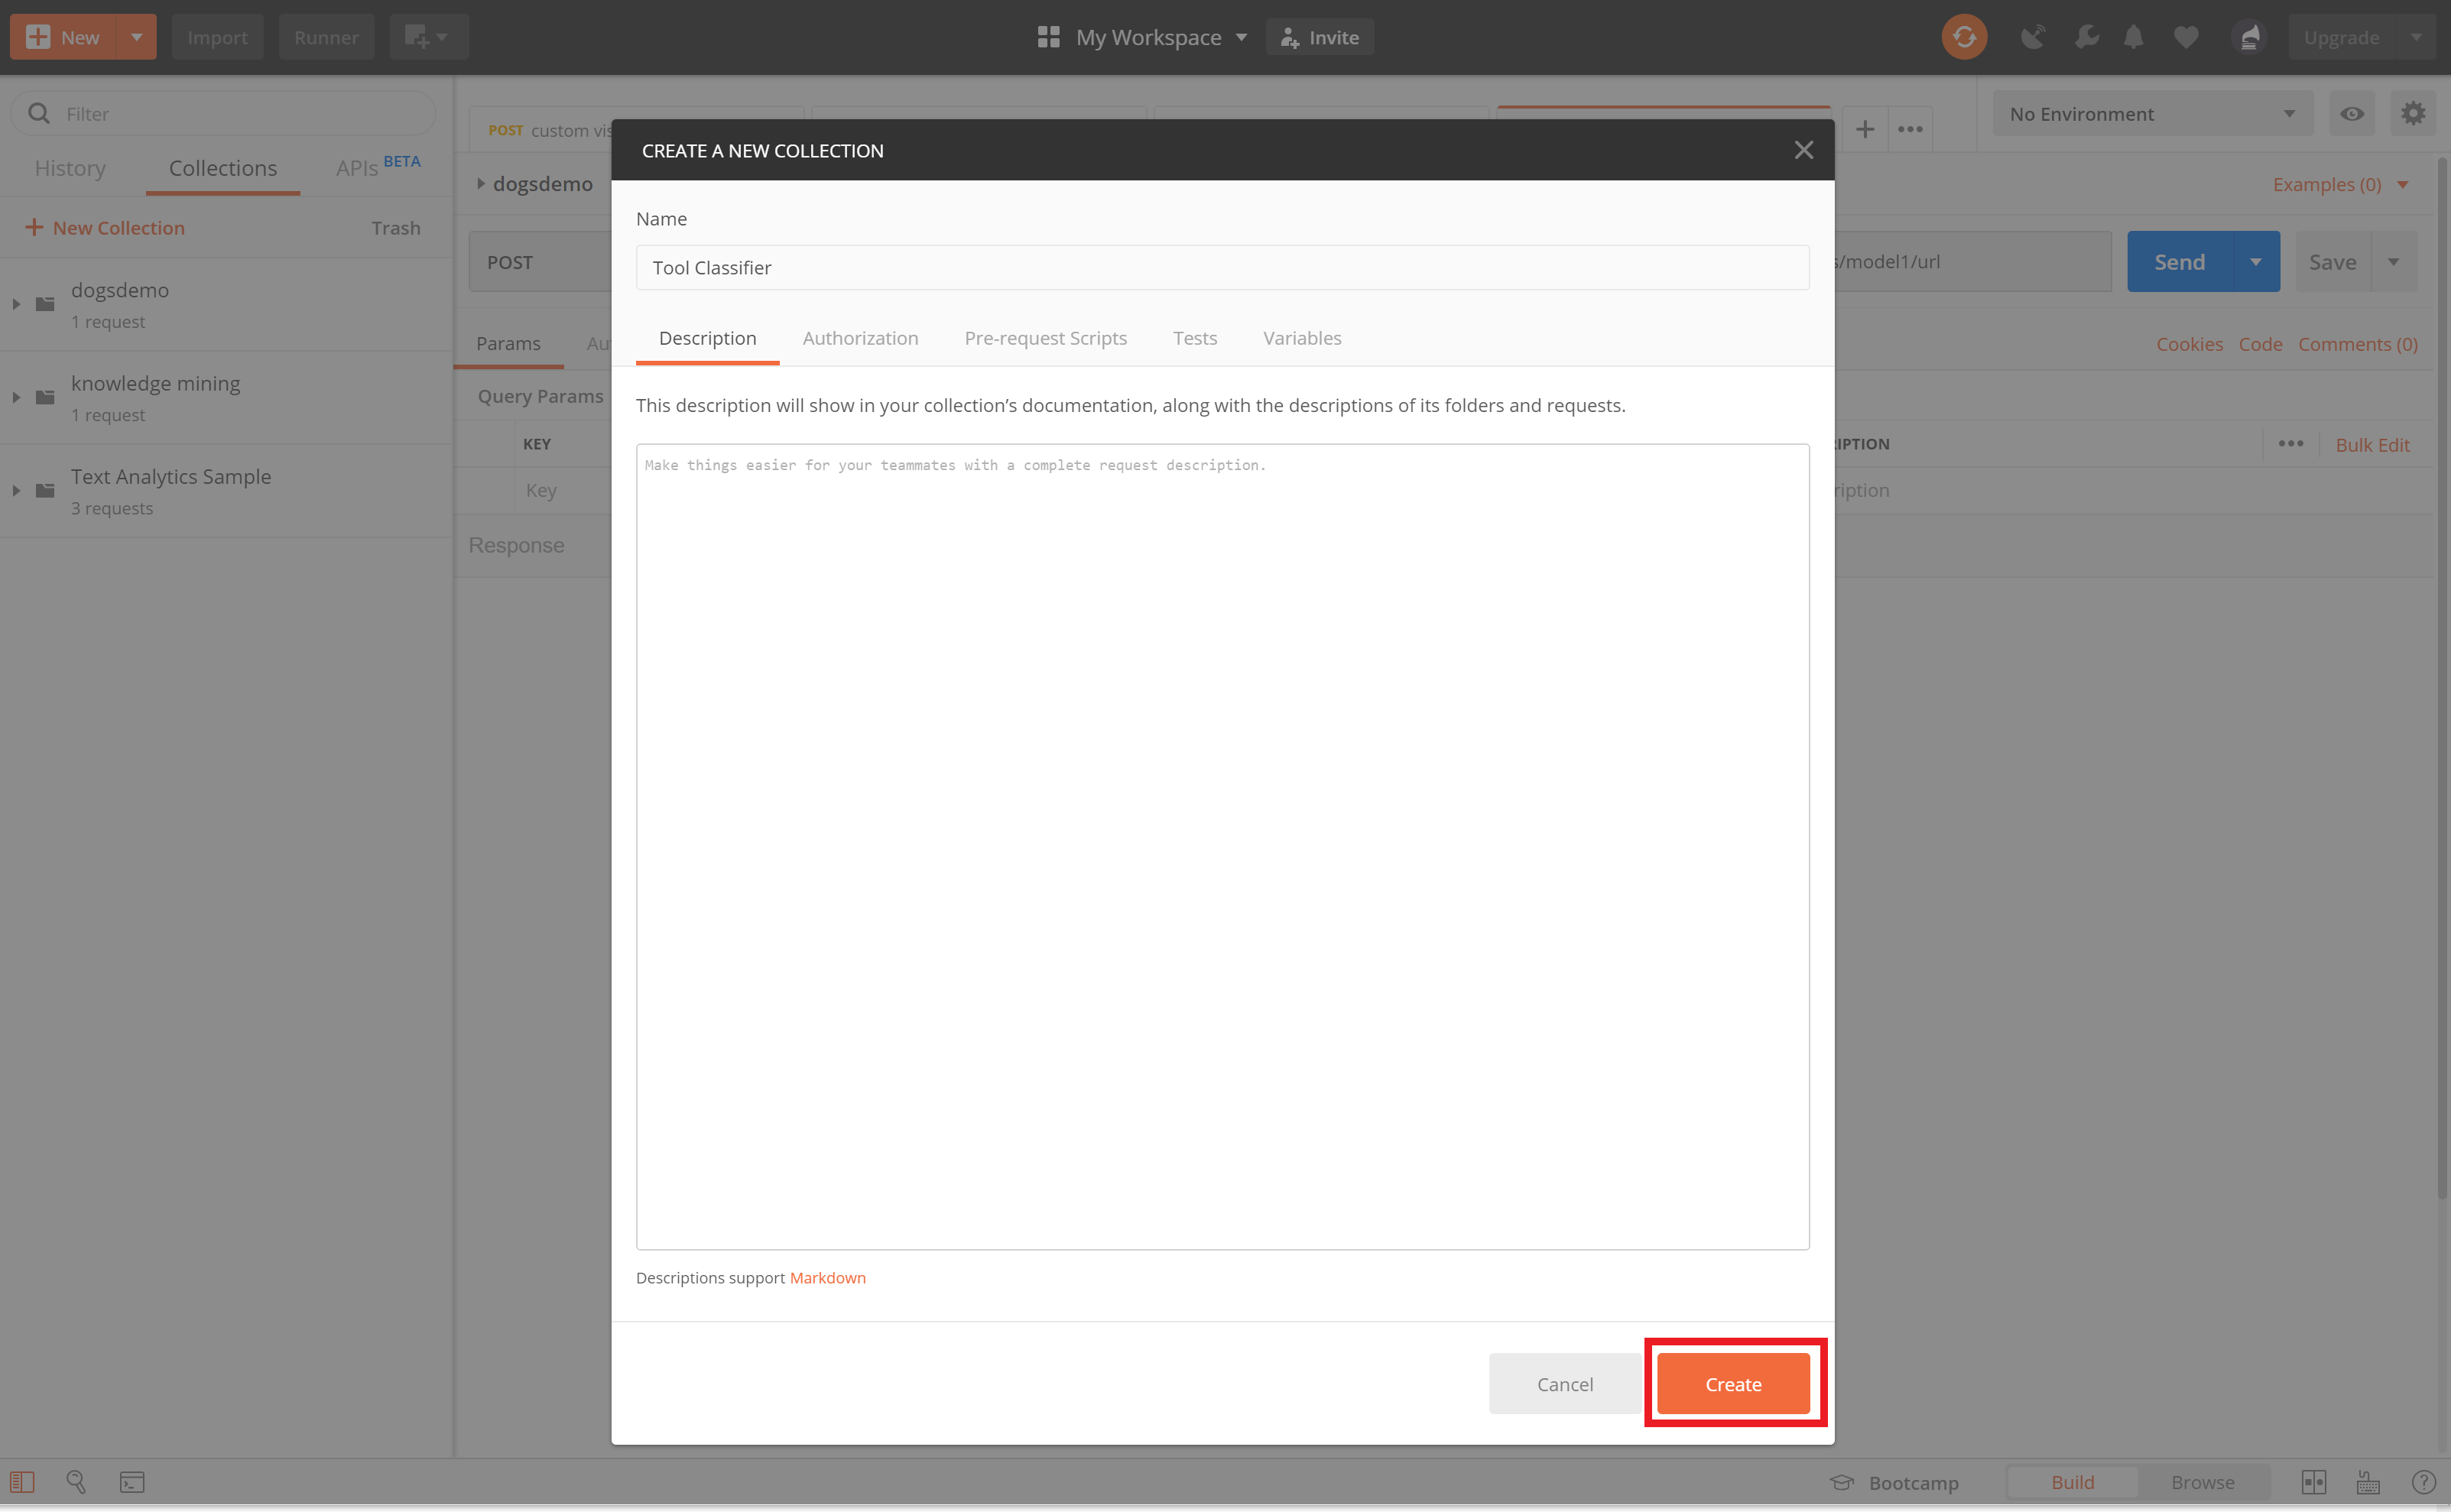 New
Import
Runner
My Workspace
Invite
Upgrade
Filter
History
Collections
APIs BETA
New Collection
Trash
dogsdemo
1 request
knowledge mining
1 request
Text Analytics Sample
3 requests
POST custom vis
No Environment
dogsdemo
Examples (0)
POST
s/model1/url
Send
Save
Params
Au
Cookies Code Comments (0)
Query Params
KEY
IPTION
Bulk Edit
Key
ription
Response
CREATE A NEW COLLECTION
Name
Tool Classifier
Description
Authorization
Pre-request Scripts
Tests
Variables
This description will show in your collection’s documentation, along with the descriptions of its folders and requests.
Make things easier for your teammates with a complete request description.
Descriptions support Markdown
Cancel
Create
Bootcamp
Build
Browse